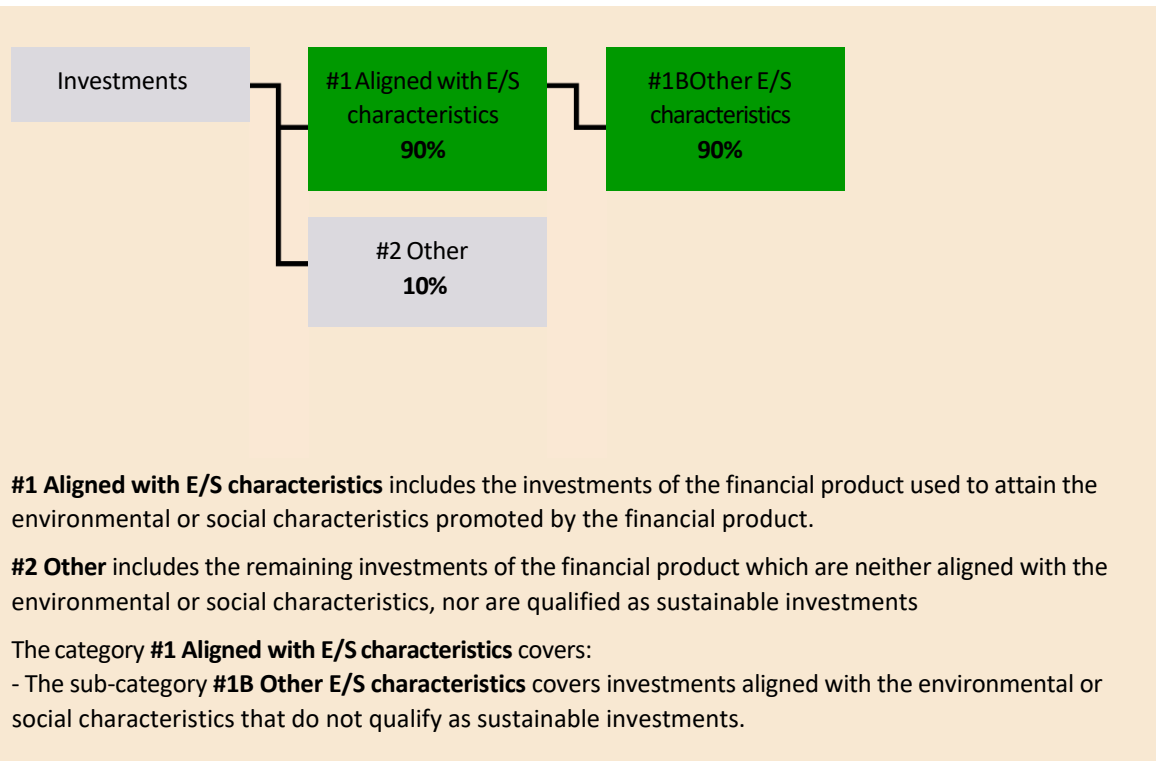 Investments
#1 Aligned with E/S
characteristics
90%
#1BOther E/S
characteristics
90%
#2 Other
10%
#1 Aligned with E/S characteristics includes the investments of the financial product used to attain the
environmental or social characteristics promoted by the financial product.
#2 Other includes the remaining investments of the financial product which are neither aligned with the
environmental or social characteristics, nor are qualified as sustainable investments
The category #1 Aligned with E/S characteristics covers:
- The sub-category #1B Other E/S characteristics covers investments aligned with the environmental or
social characteristics that do not qualify as sustainable investments.